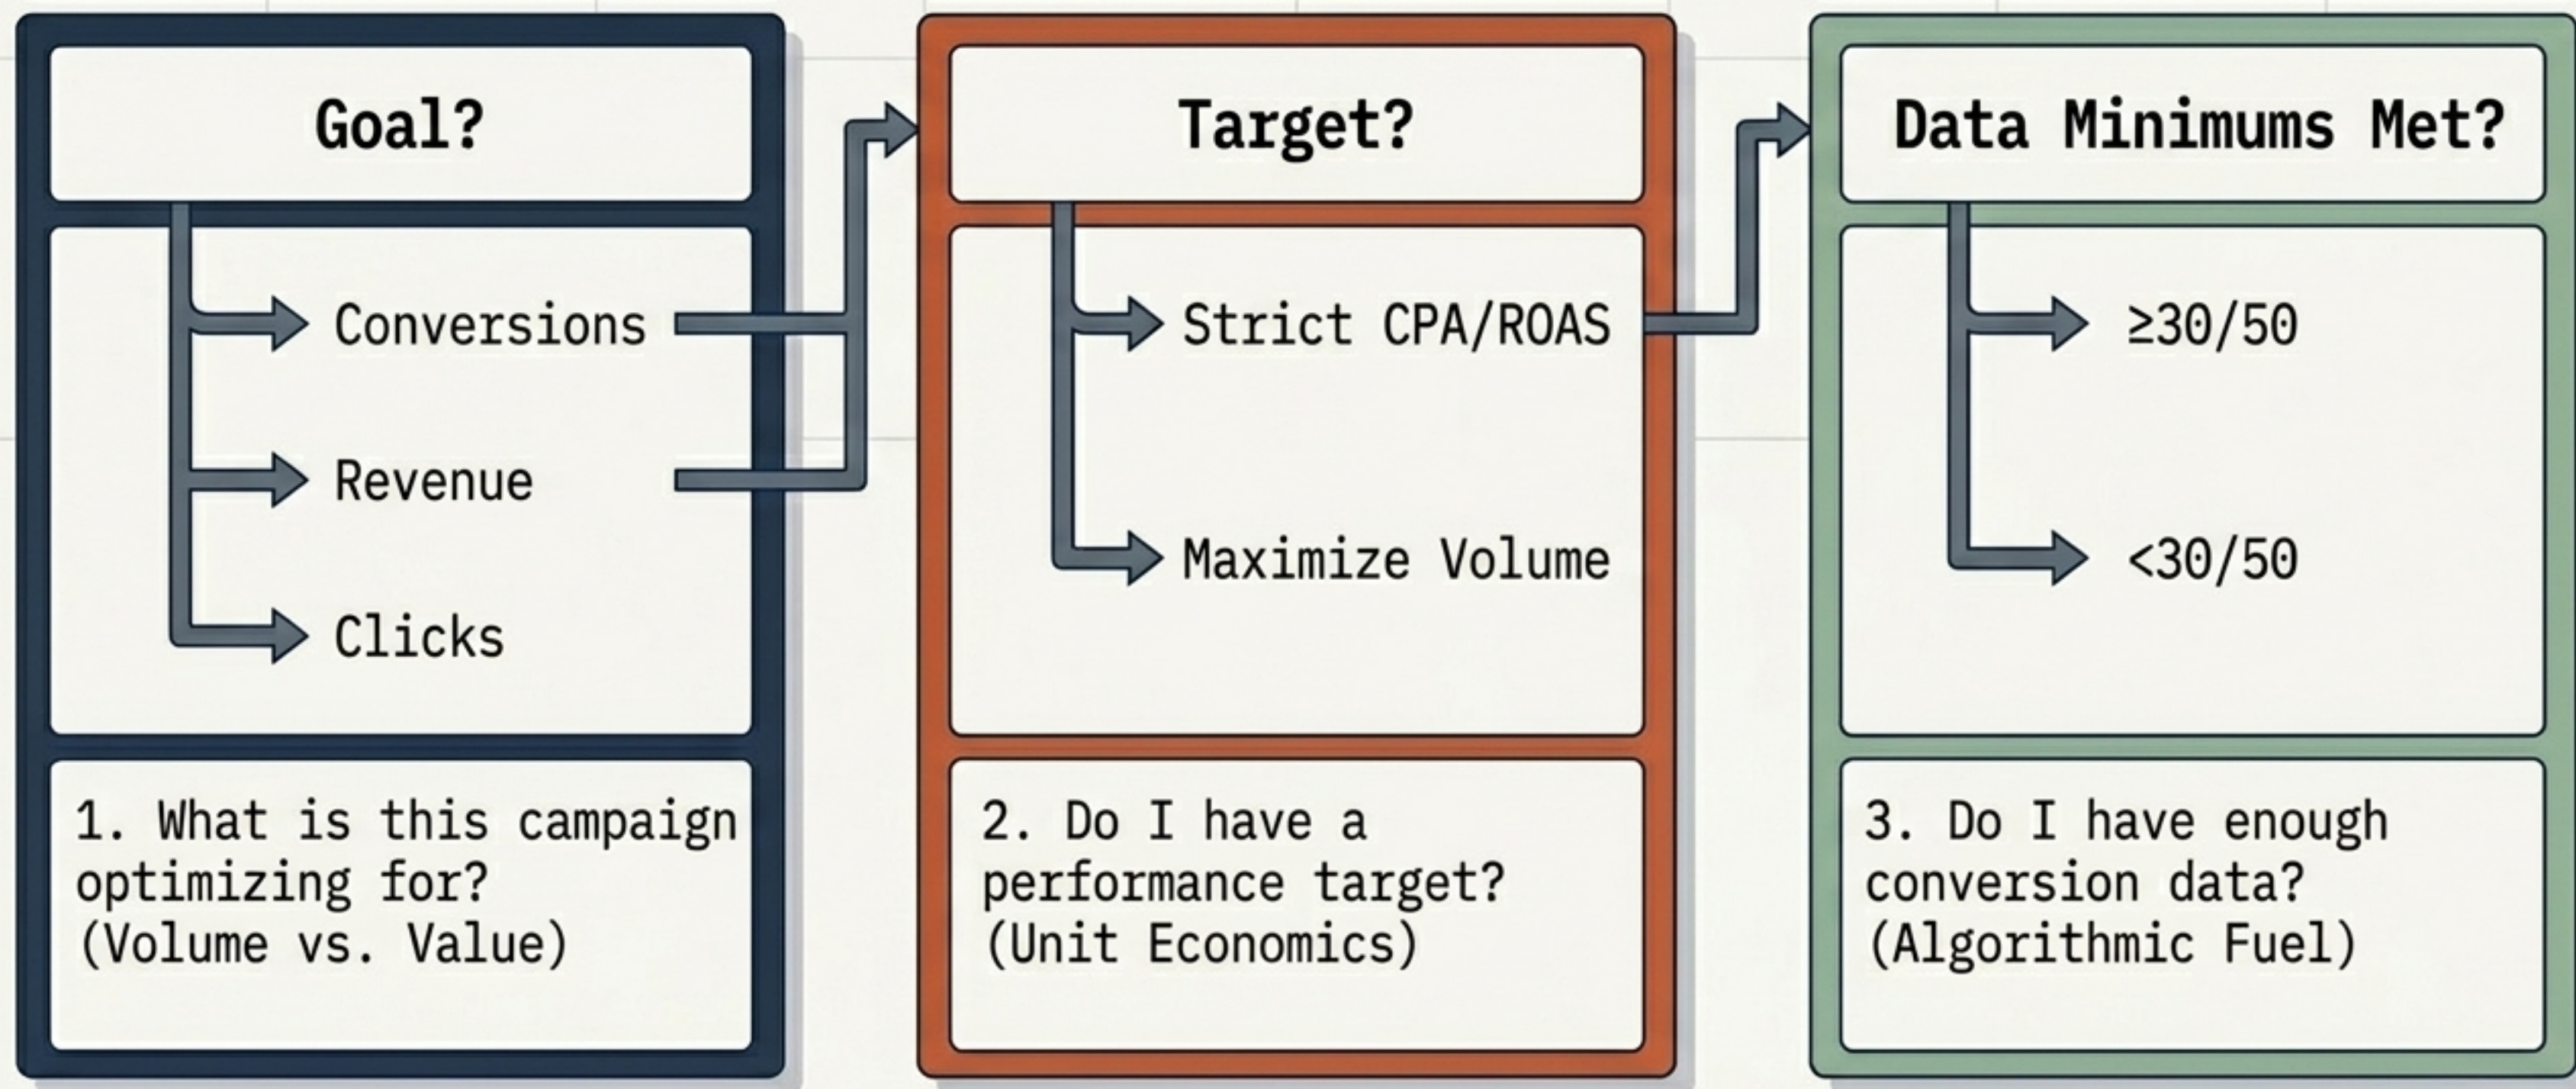 Goal?
Conversions
Revenue
Clicks
1. What is this campaign
optimizing for?
(Volume vs. Value)
Target?
Strict CPA/ROAS
Maximize Volume
2. Do I have a
performance target?
(Unit Economics)
Data Minimums Met?
≥30/50
<30/50
3. Do I have enough
conversion data?
(Algorithmic Fuel)